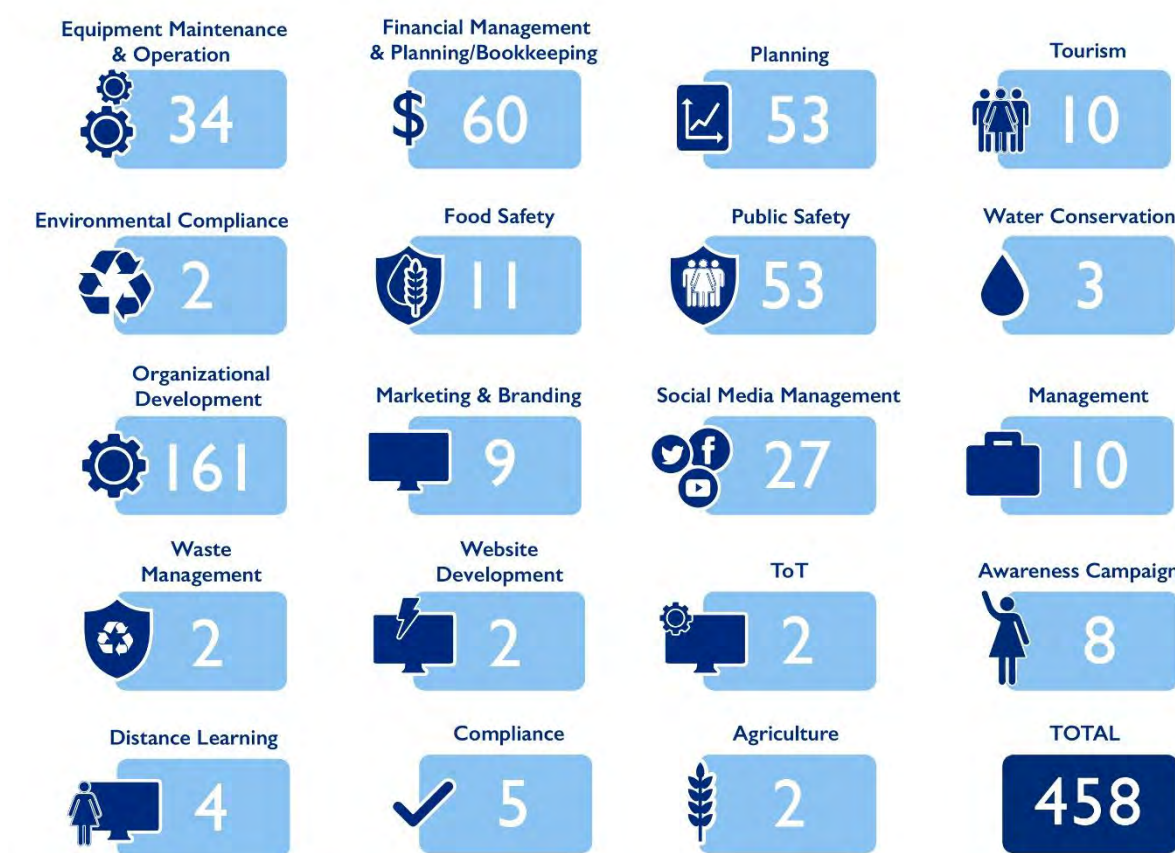 Equipment Maintenance
& Operation
34
Financial Management
& Planning/Bookkeeping
$ 60
Planning
53
Tourism
10
Environmental Compliance
2
Food Safety
11
Public Safety
53
Water Conservation
3
Organizational
Development
161
Marketing & Branding
9
Social Media Management
27
Management
10
Waste
Management
2
Website
Development
2
ToT
2
Awareness Campaign
8
Distance Learning
4
Compliance
5
Agriculture
2
TOTAL
458